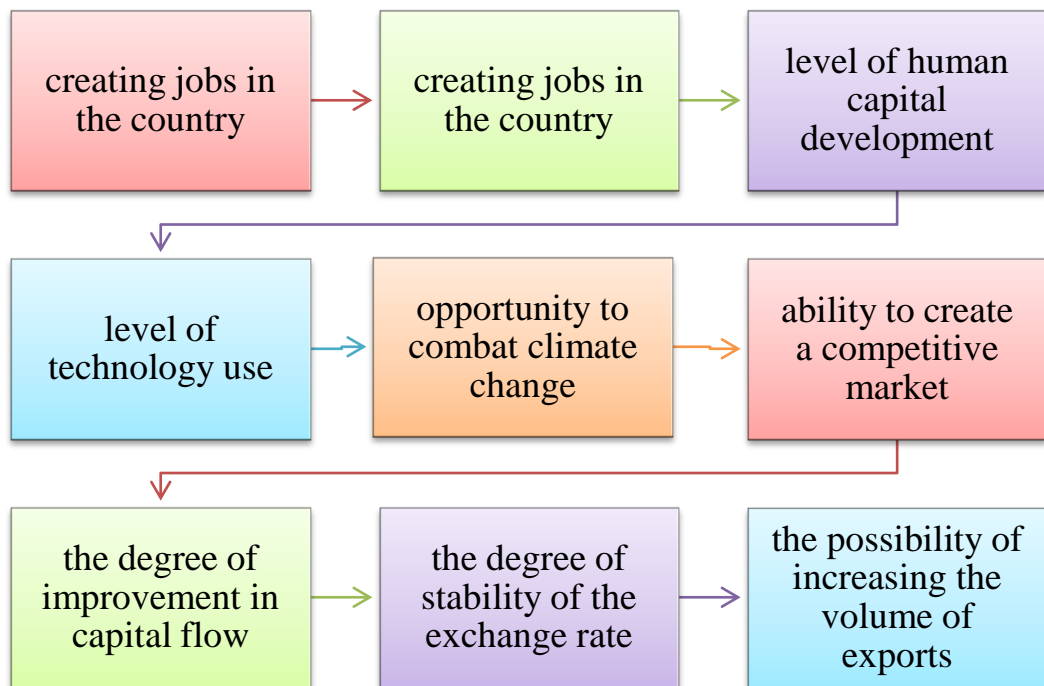 creating jobs in
the country
creating jobs in
the country
level of human
capital
development
level of
technology use
opportunity to
combat climate
change
ability to create
a competitive
market
the degree of
improvement in
capital flow
the degree of
stability of the
exchange rate
the possibility of
increasing the
volume of
exports